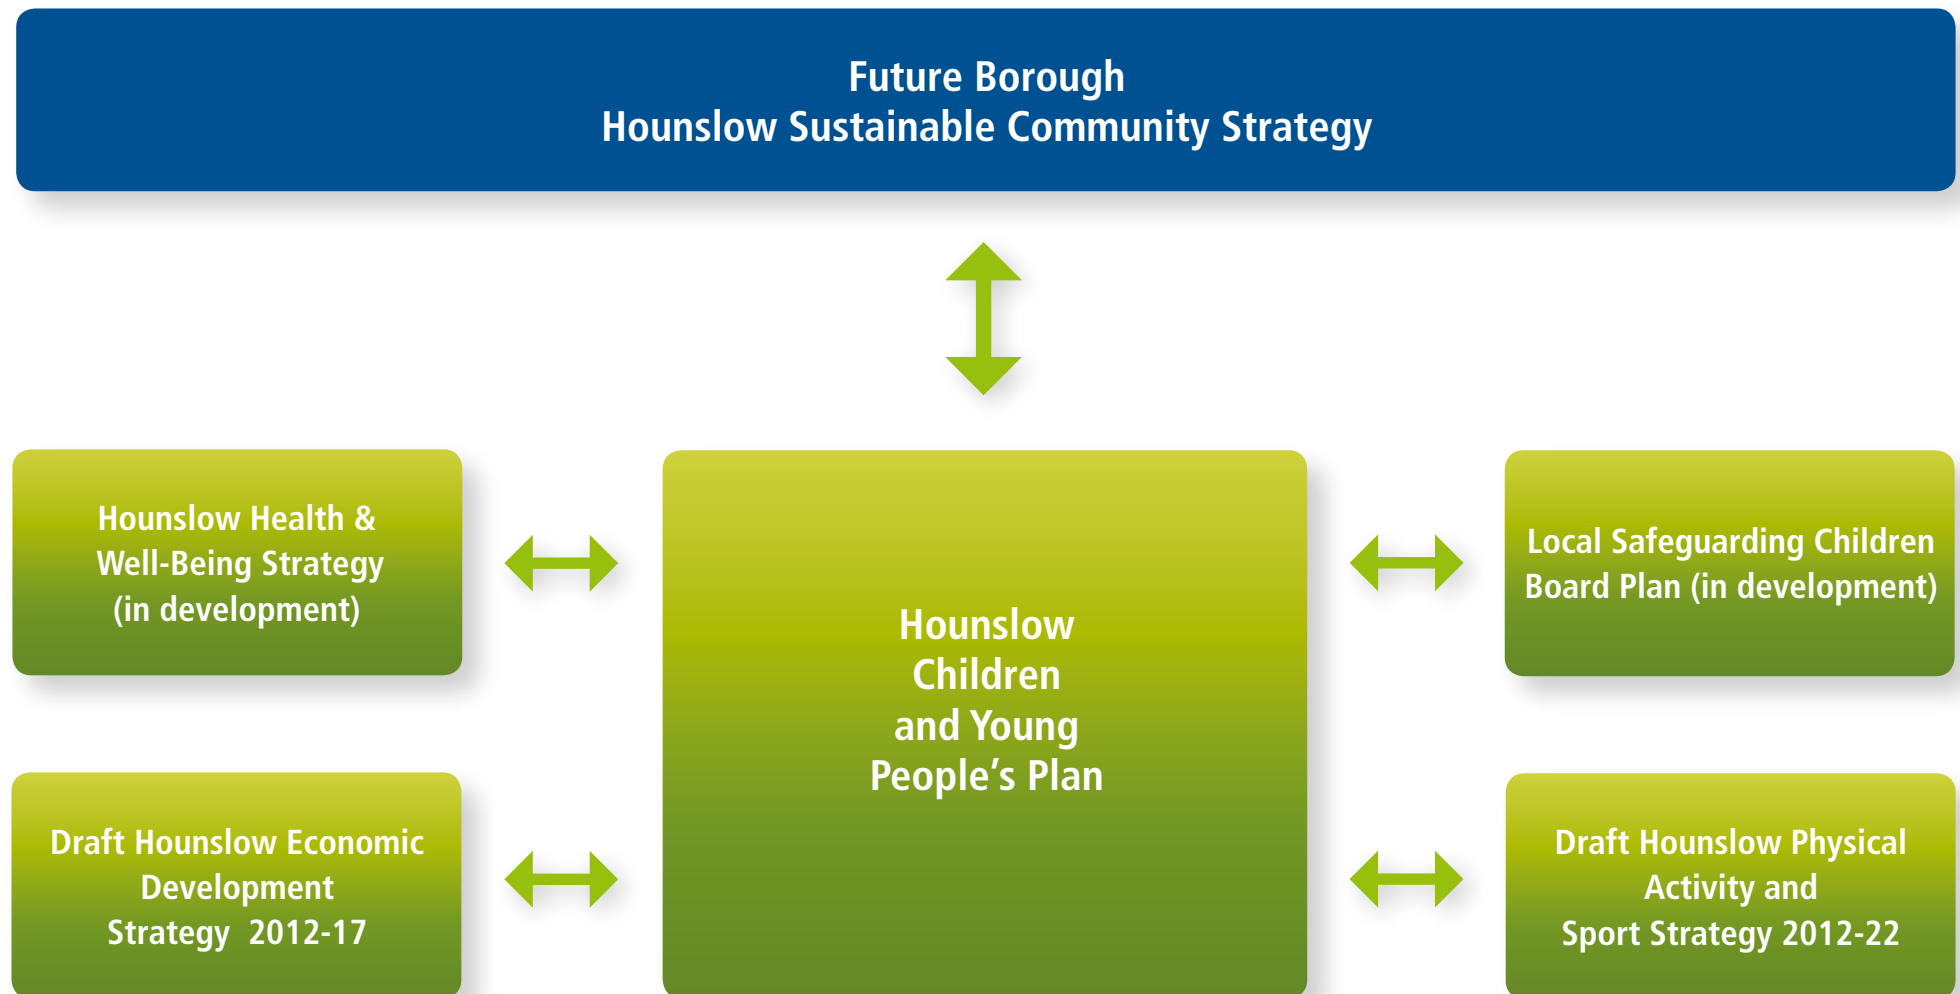 Future Borough
Hounslow Sustainable Community Strategy
Hounslow Health &
Well-Being Strategy
(in development)
Hounslow
Children
and Young
People’s Plan
Local Safeguarding Children
Board Plan (in development)
Draft Hounslow Economic
Development
Strategy  2012-17
Draft Hounslow Physical
Activity and
Sport Strategy 2012-22